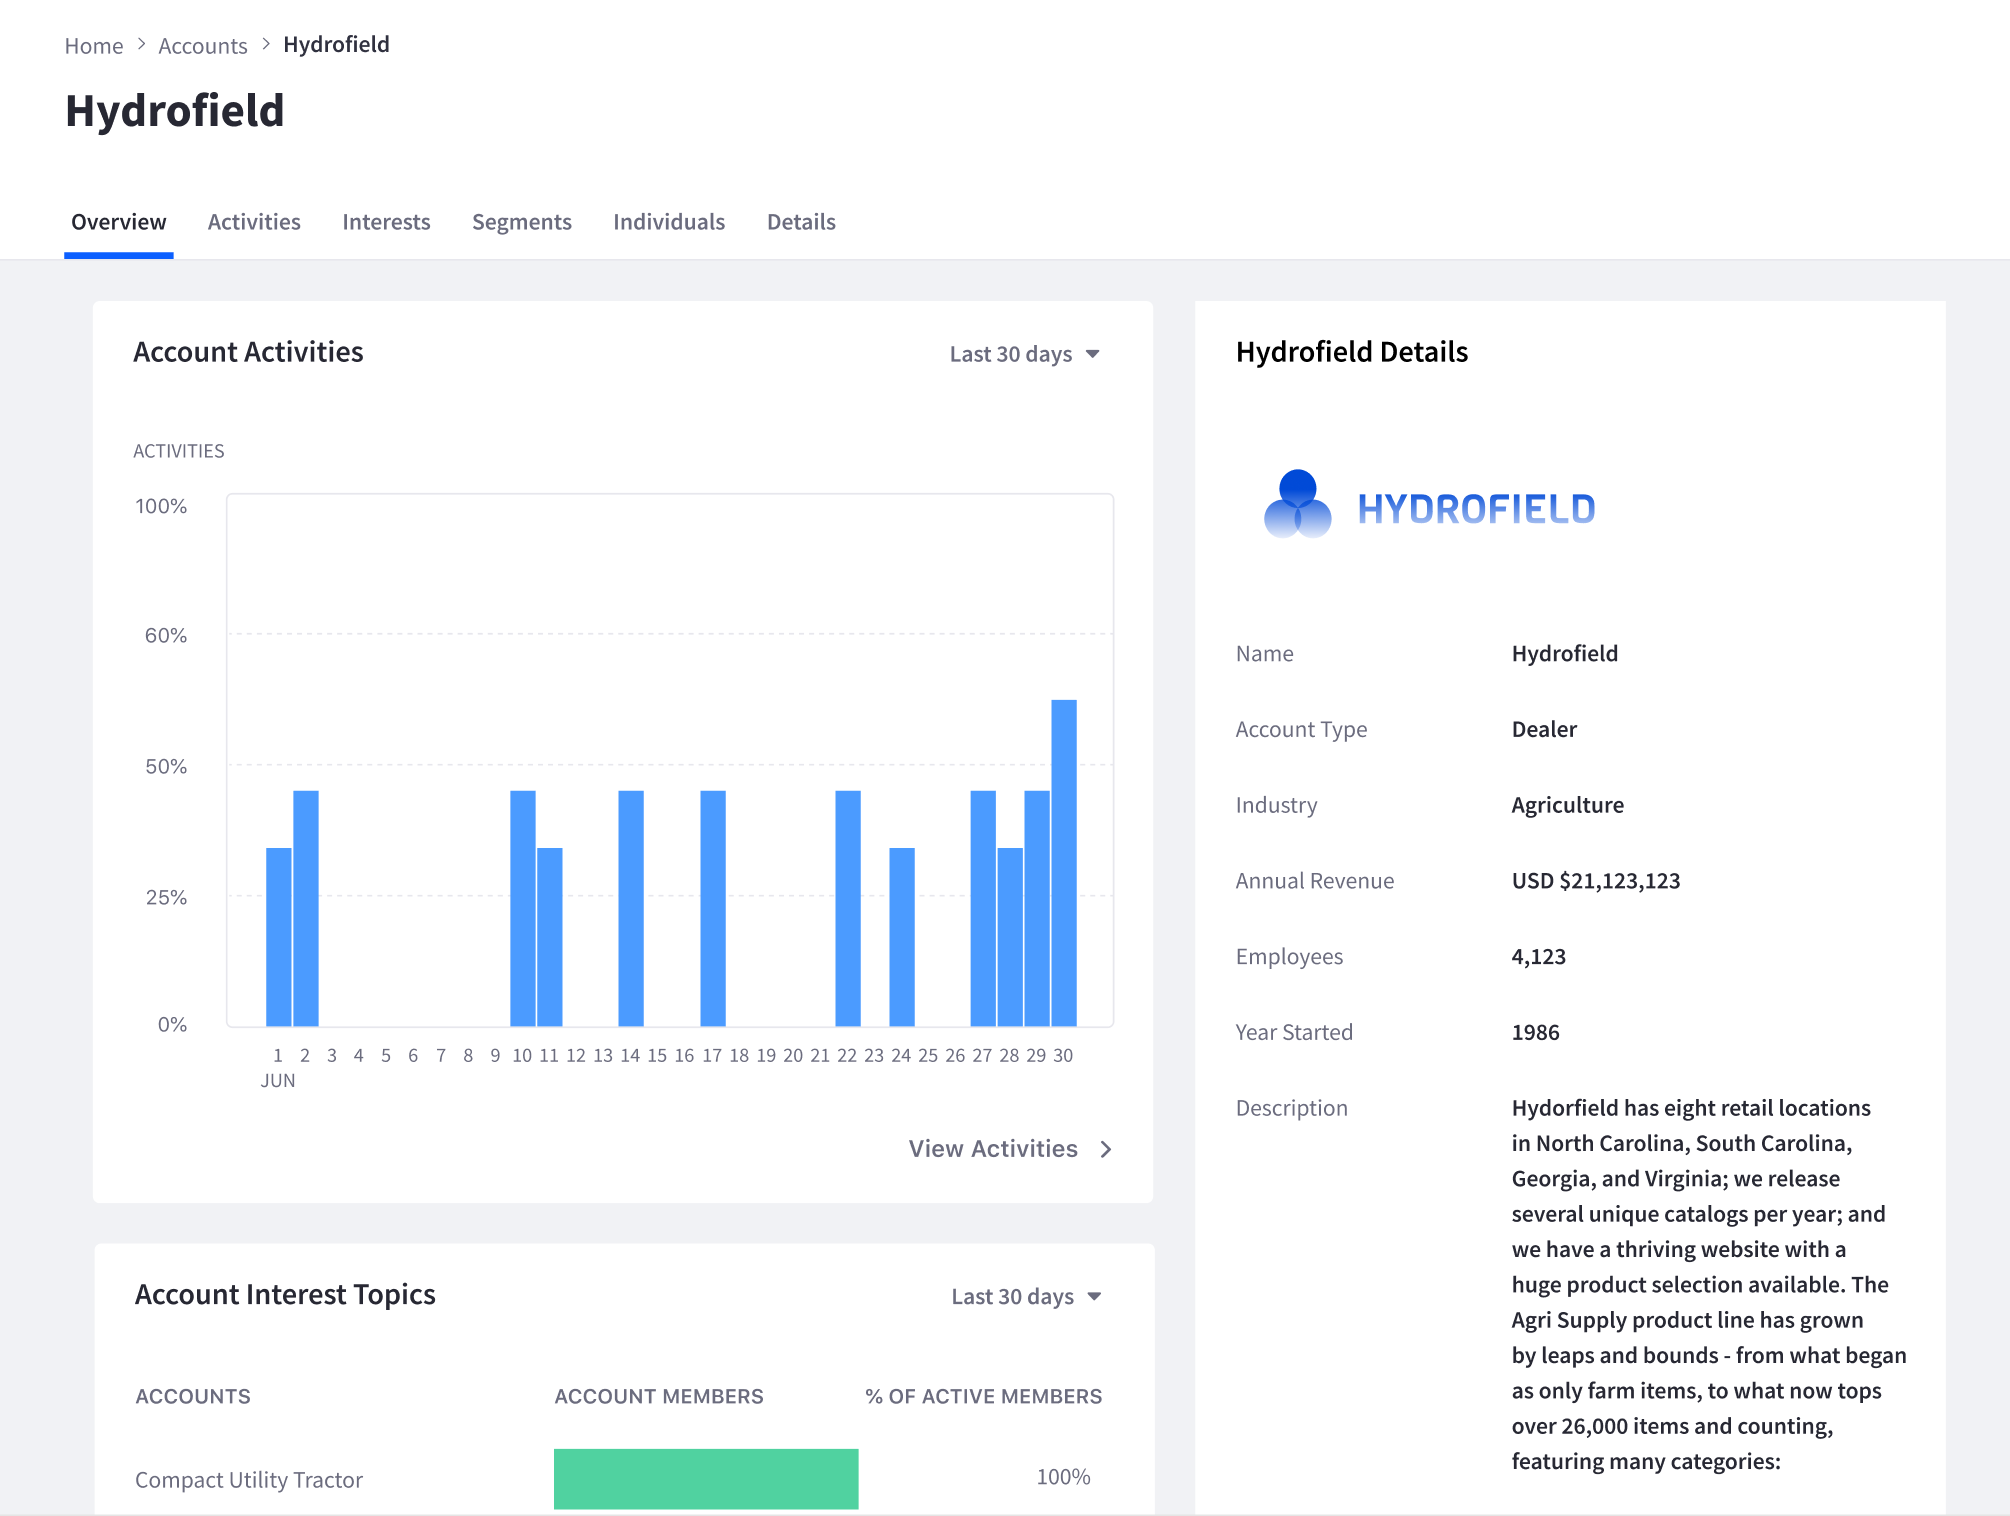 Home > Accounts > Hydrofield
Hydrofield
Overview Activities Interests Segments Individuals Details
Account Activities
Last 30 days
ACTIVITIES
100%
60%
50%
25%
0%
1 2 3 4 5 6 7 8 9 10 11 12 13 14 15 16 17 18 19 20 21 22 23 24 25 26 27 28 29 30
JUN
View Activities >
Account Interest Topics
Last 30 days
ACCOUNTS ACCOUNT MEMBERS % OF ACTIVE MEMBERS
Compact Utility Tractor 100%
Hydrofield Details
HYDROFIELD
Name Hydrofield
Account Type Dealer
Industry Agriculture
Annual Revenue USD $21,123,123
Employees 4,123
Year Started 1986
Description Hydorfield has eight retail locations
in North Carolina, South Carolina,
Georgia, and Virginia; we release
several unique catalogs per year; and
we have a thriving website with a
huge product selection available. The
Agri Supply product line has grown
by leaps and bounds - from what began
as only farm items, to what now tops
over 26,000 items and counting,
featuring many categories: